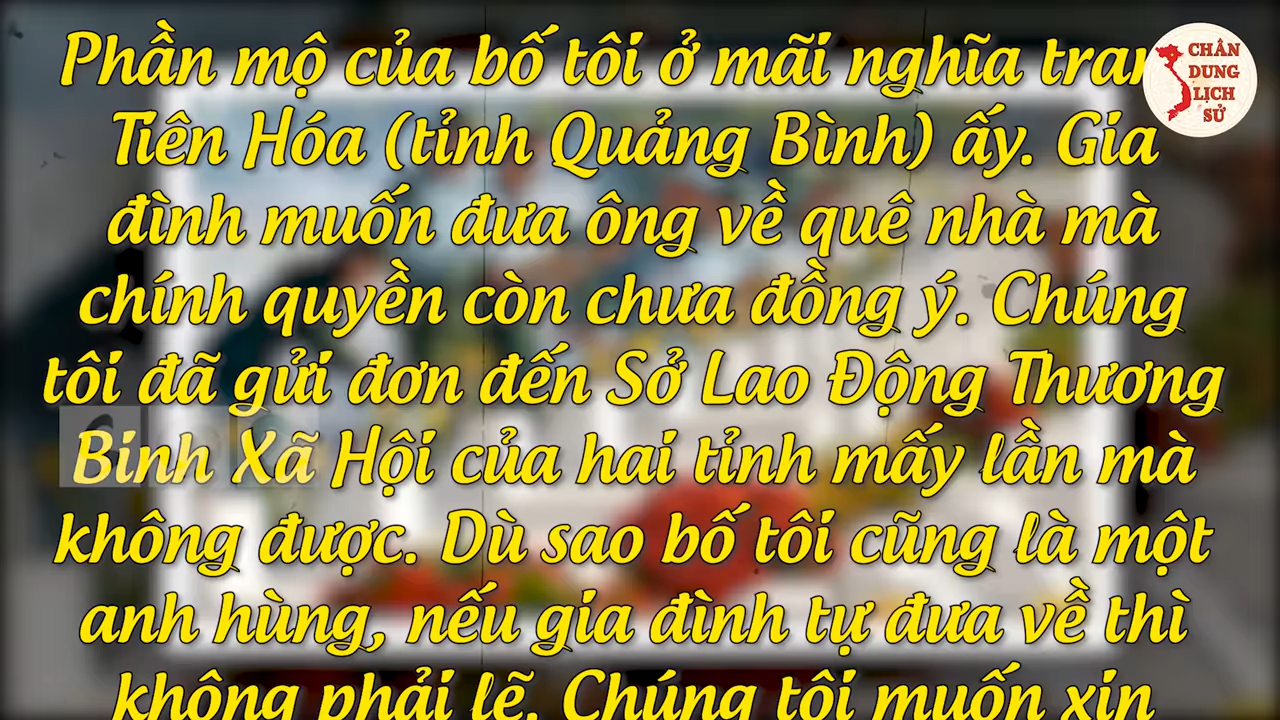 Phần mộ của bố tôi ở mãi nghĩa
Tiên Hóa (tỉnh Quảng Bình) ấy. Gia
đình muốn đưa ông về quê nhà mà
chính quyền còn chưa đồng ý. Chúng
tôi đã gửi đơn đến Sở Lao Động Thương
Binh Xã Hội của hai tỉnh mấy lần mà
không được. Dù sao bố tôi cũng là một
anh hùng, nếu gia đình tự đưa về thì
không phải lẽ. Chúng tôi muốn xin
CHÂN
DUNG
LỊCH
SỬ